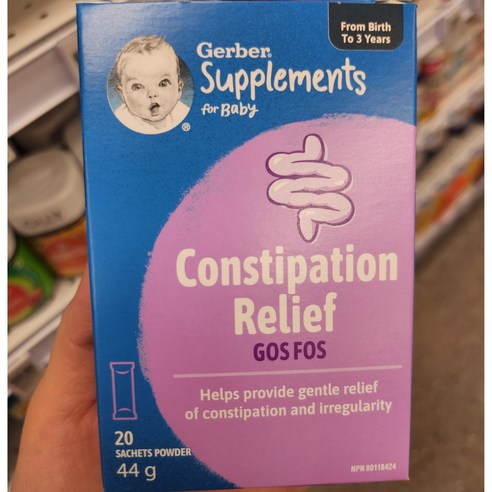 From Birth
To 3 Years
Gerber®
Supplements
for Baby
®
Constipation
Relief
GOS FOS
Helps provide gentle relief
of constipation and irregularity
20
SACHETS POWDER
44 g
NPN 80118424